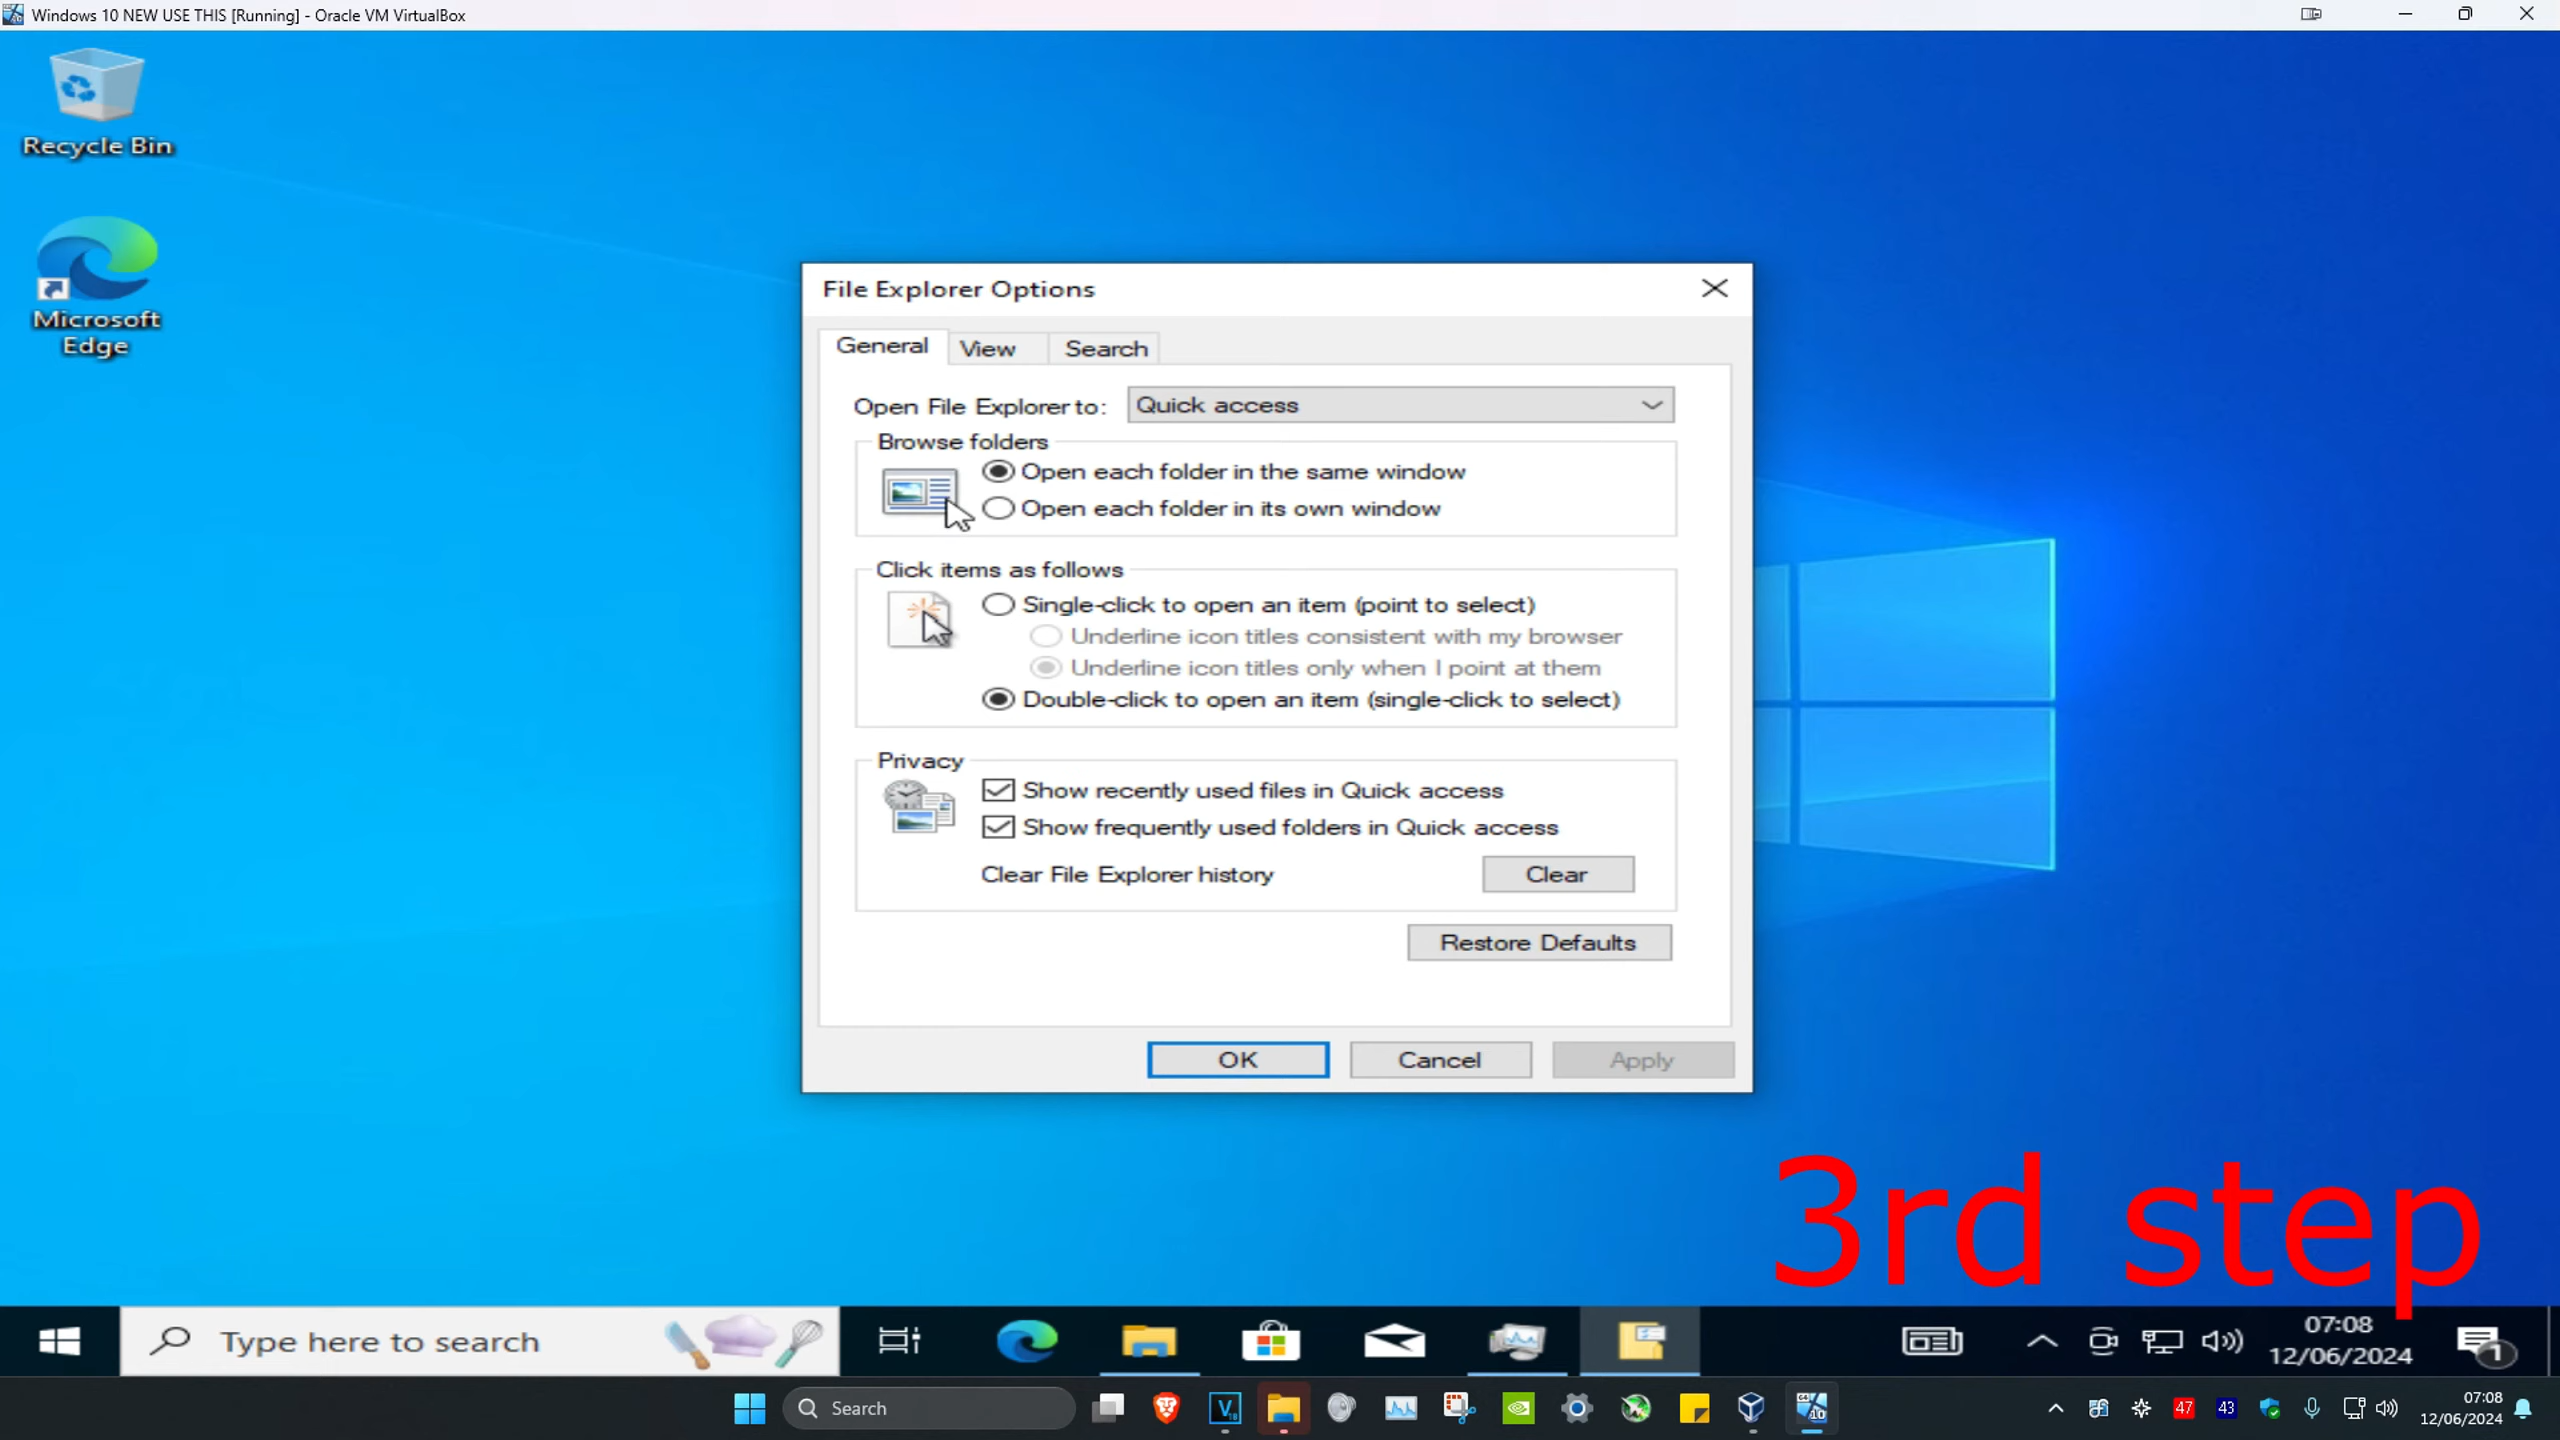 Windows 10 NEW USE THIS [Running] - Oracle VM VirtualBox
Recycle Bin
Microsoft
Edge
File Explorer Options
General
View
Search
Open File Explorer to:
Quick access
Browse folders
Open each folder in the same window
Open each folder in its own window
Click items as follows
Single-click to open an item (point to select)
Underline icon titles consistent with my browser
Underline icon titles only when I point at them
Double-click to open an item (single-click to select)
Privacy
Show recently used files in Quick access
Show frequently used folders in Quick access
Clear File Explorer history
Clear
Restore Defaults
OK
Cancel
Apply
3rd step
Type here to search
07:08
12/06/2024
1
Search
V
18
10
47
43
07:08
12/06/2024